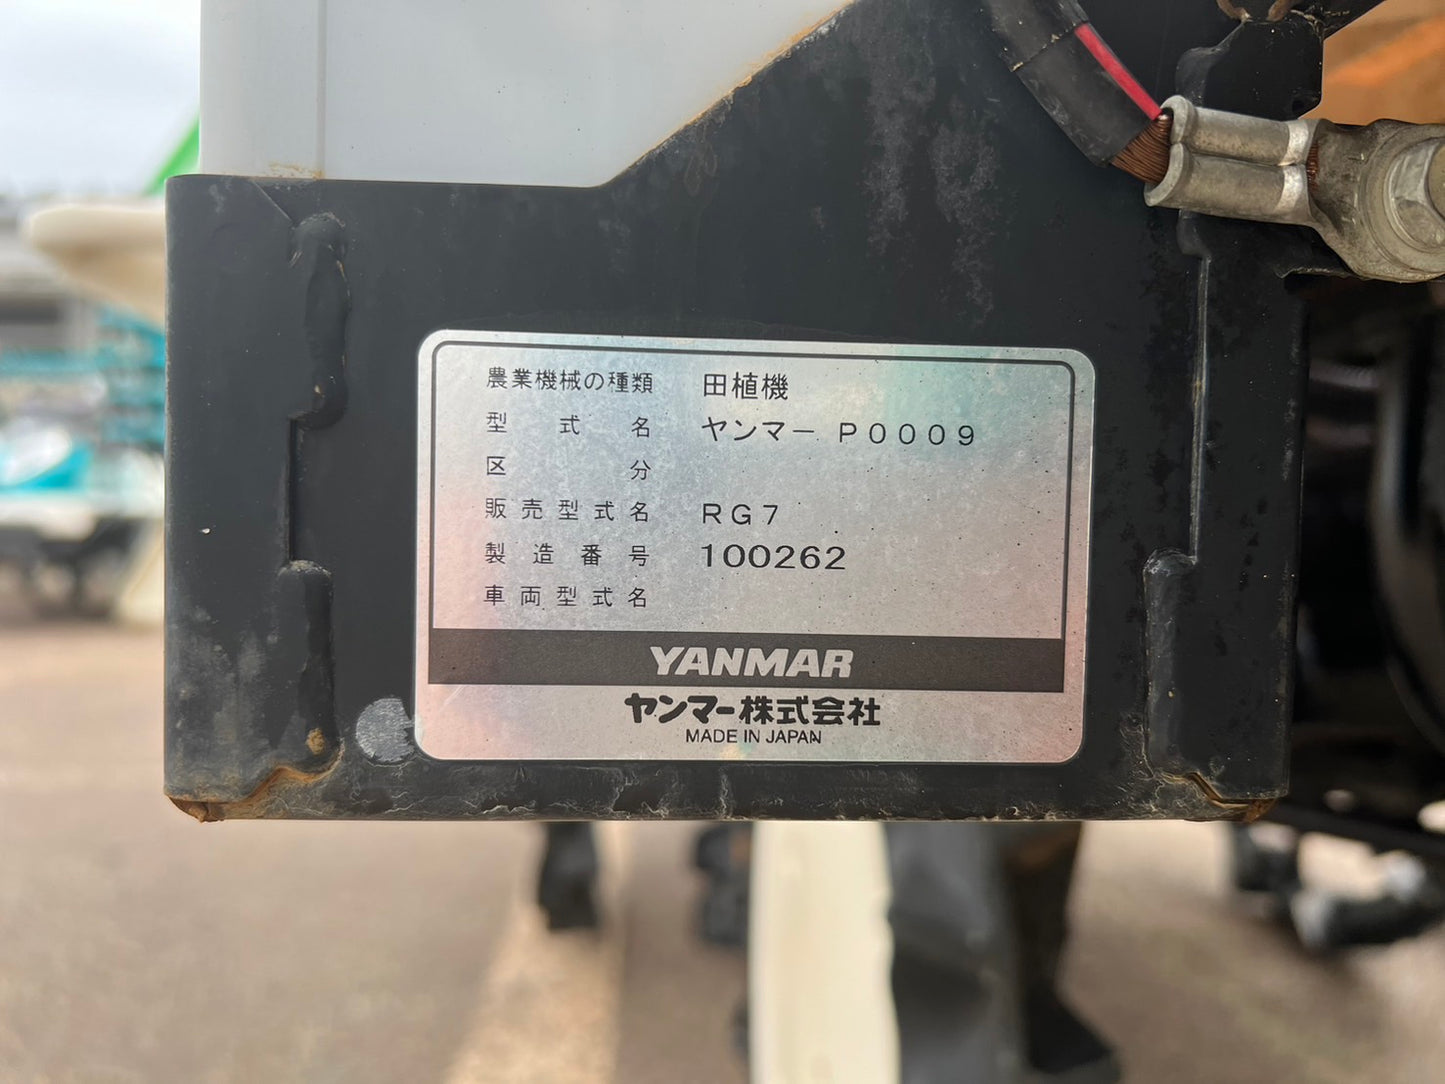 農業機械の種類 田植機
型式名 ヤンマー P0009
区分
販売型式名 RG7
製造番号 100262
車両型式名
YANMAR
ヤンマー株式会社
MADE IN JAPAN